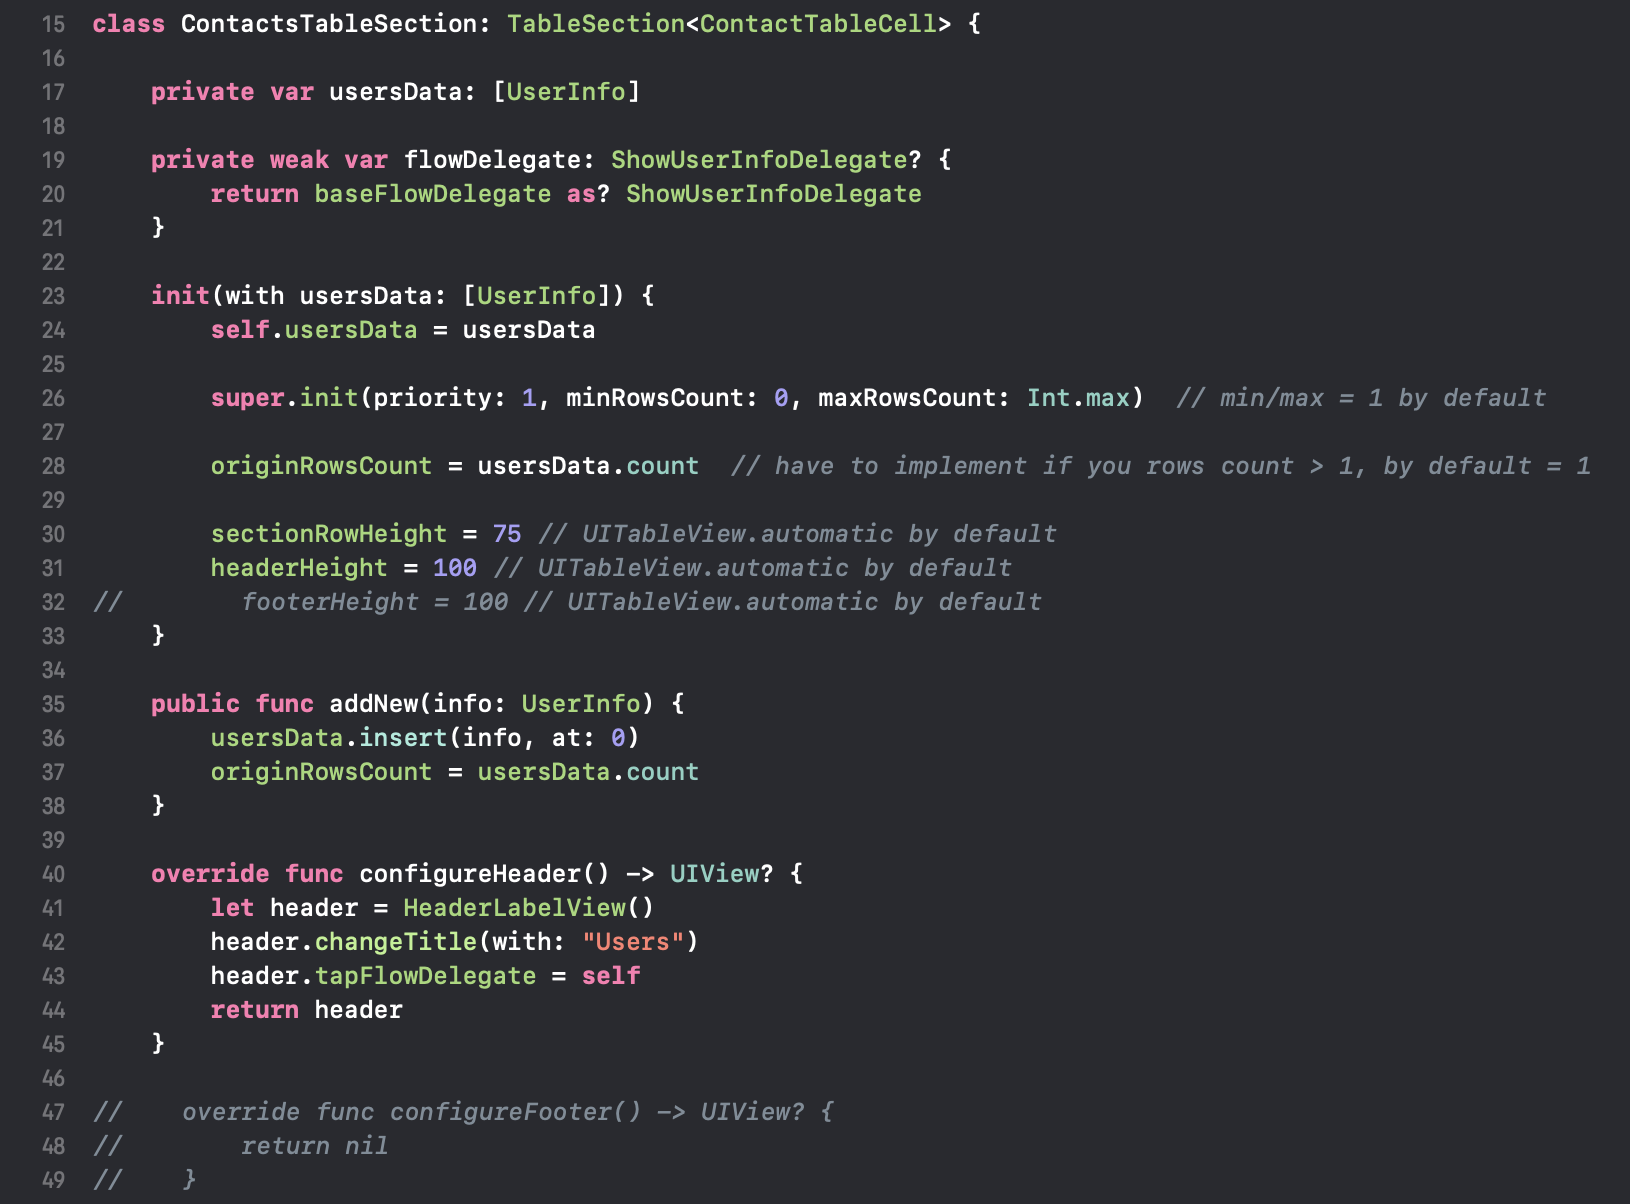 15 class ContactsTableSection: TableSection<ContactTableCell> {
16
17     private var usersData: [UserInfo]
18
19     private weak var flowDelegate: ShowUserInfoDelegate? {
20         return baseFlowDelegate as? ShowUserInfoDelegate
21     }
22
23     init(with usersData: [UserInfo]) {
24         self.usersData = usersData
25
26         super.init(priority: 1, minRowsCount: 0, maxRowsCount: Int.max)  // min/max = 1 by default
27
28         originRowsCount = usersData.count  // have to implement if you rows count > 1, by default = 1
29
30         sectionRowHeight = 75 // UITableView.automatic by default
31         headerHeight = 100 // UITableView.automatic by default
32 //        footerHeight = 100 // UITableView.automatic by default
33     }
34
35     public func addNew(info: UserInfo) {
36         usersData.insert(info, at: 0)
37         originRowsCount = usersData.count
38     }
39
40     override func configureHeader() -> UIView? {
41         let header = HeaderLabelView()
42         header.changeTitle(with: "Users")
43         header.tapFlowDelegate = self
44         return header
45     }
46
47 //    override func configureFooter() -> UIView? {
48 //        return nil
49 //    }